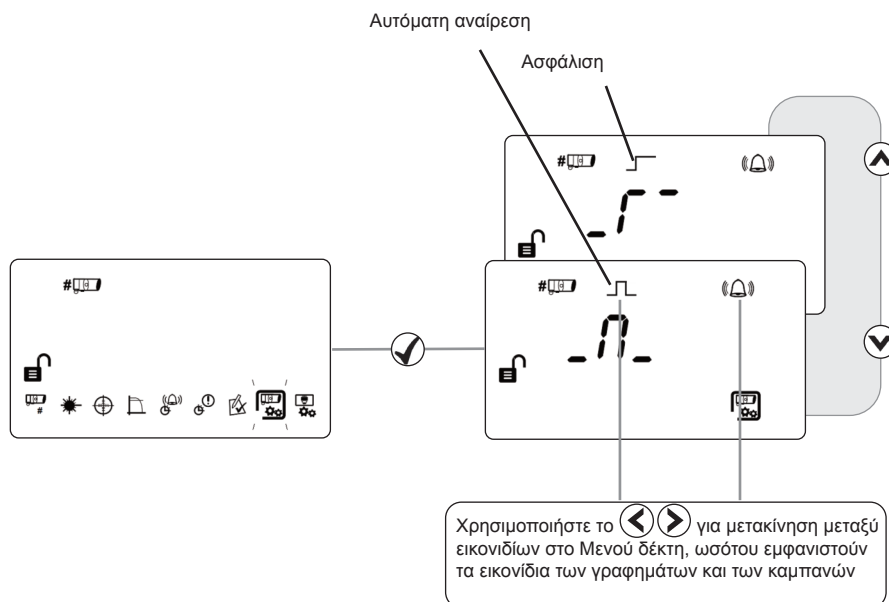 Αυτόματη αναίρεση
Ασφάλιση
#
#
#
#
Χρησιμοποιήστε το για μετακίνηση μεταξύ
εικονιδίων στο Μενού δέκτη, ωσότου εμφανιστούν
τα εικονίδια των γραφημάτων και των καμπανών